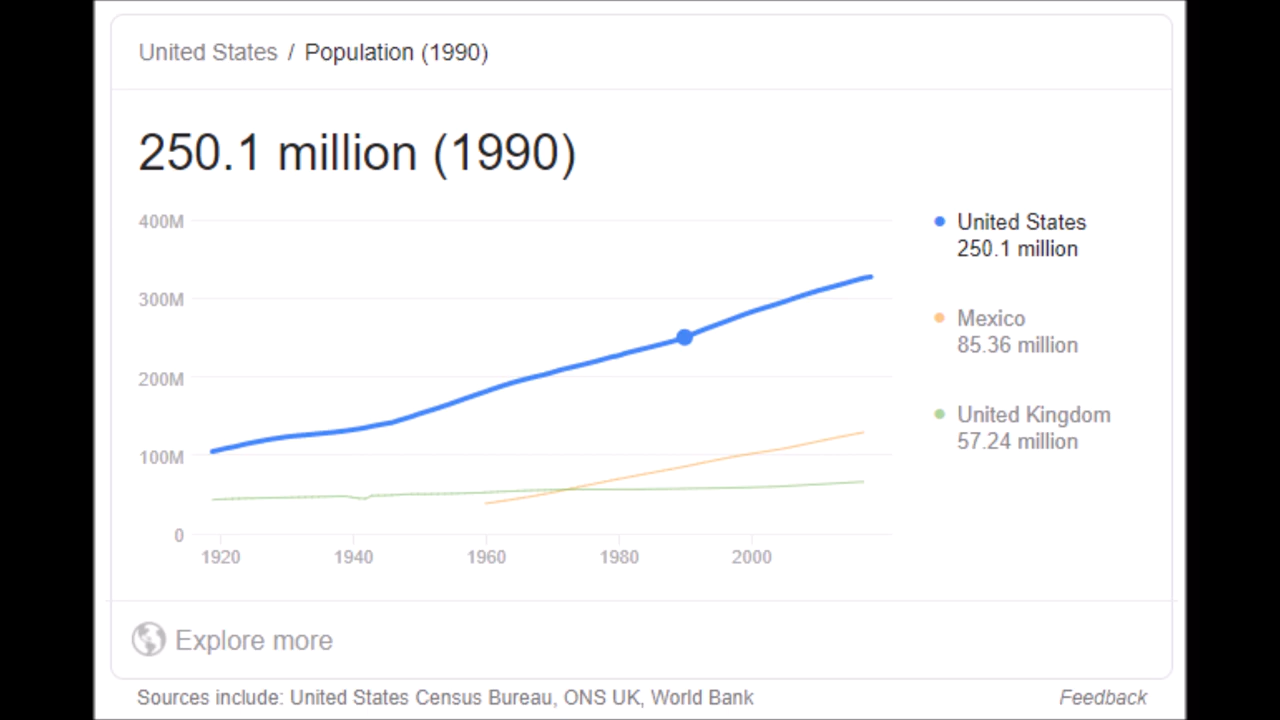 United States / Population (1990)
250.1 million (1990)
400M
300M
200M
100M
0
1920 1940 1960 1980 2000
United States
250.1 million
Mexico
85.36 million
United Kingdom
57.24 million
Explore more
Sources include: United States Census Bureau, ONS UK, World Bank
Feedback